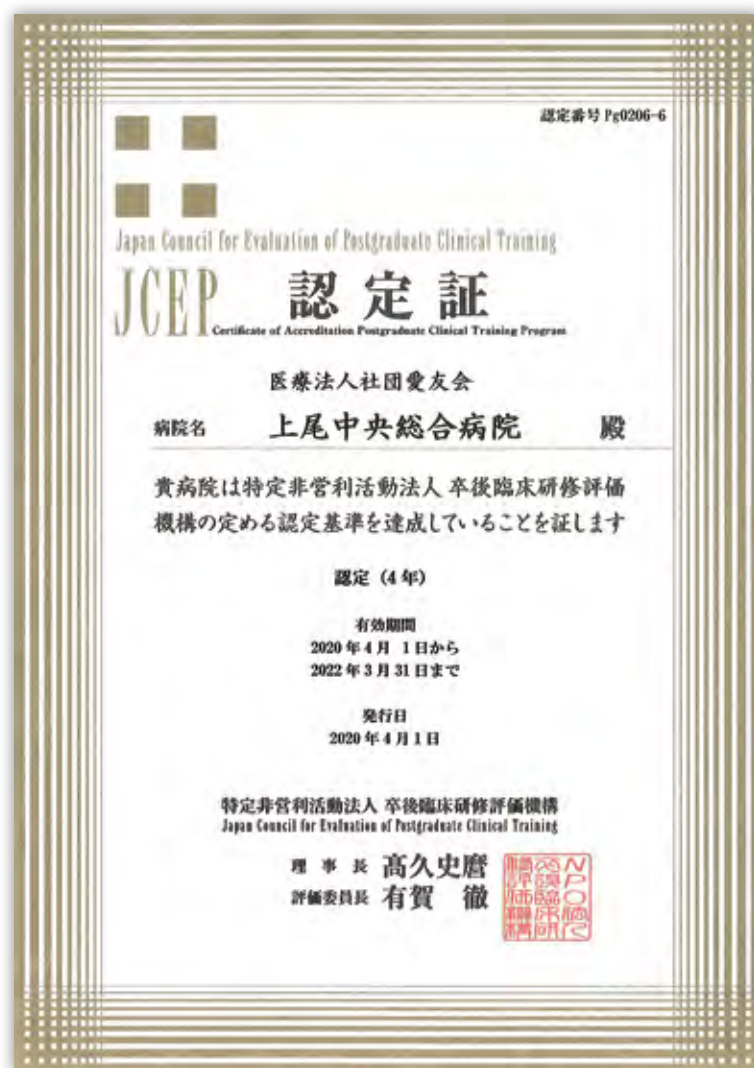 認定番号 Pg0206-6
Japan Council for Evaluation of Postgraduate Clinical Training
JCEP 認定証
Certificate of Accreditation Postgraduate Clinical Training Program
医療法人社団愛友会
病院名 上尾中央総合病院 殿
貴病院は特定非営利活動法人 卒後臨床研修評価
機構の定める認定基準を達成していることを証します
認定(4年)
有効期間
2020年4月 1日から
2022年3月31日まで
発行日
2020年4月1日
特定非営利活動法人 卒後臨床研修評価機構
Japan Council for Evaluation of Postgraduate Clinical Training
理事長 髙久史麿
評価委員長 有賀 徹